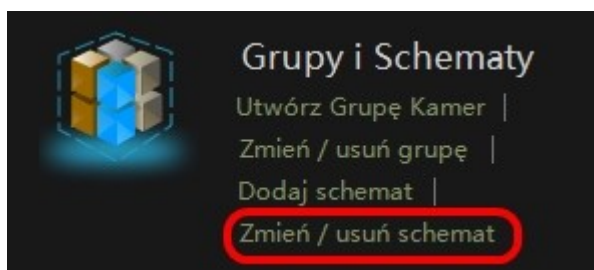 Grupy i Schematy
Utwórz Grupę Kamer |
Zmień / usuń grupę |
Dodaj schemat |
Zmień / usuń schemat